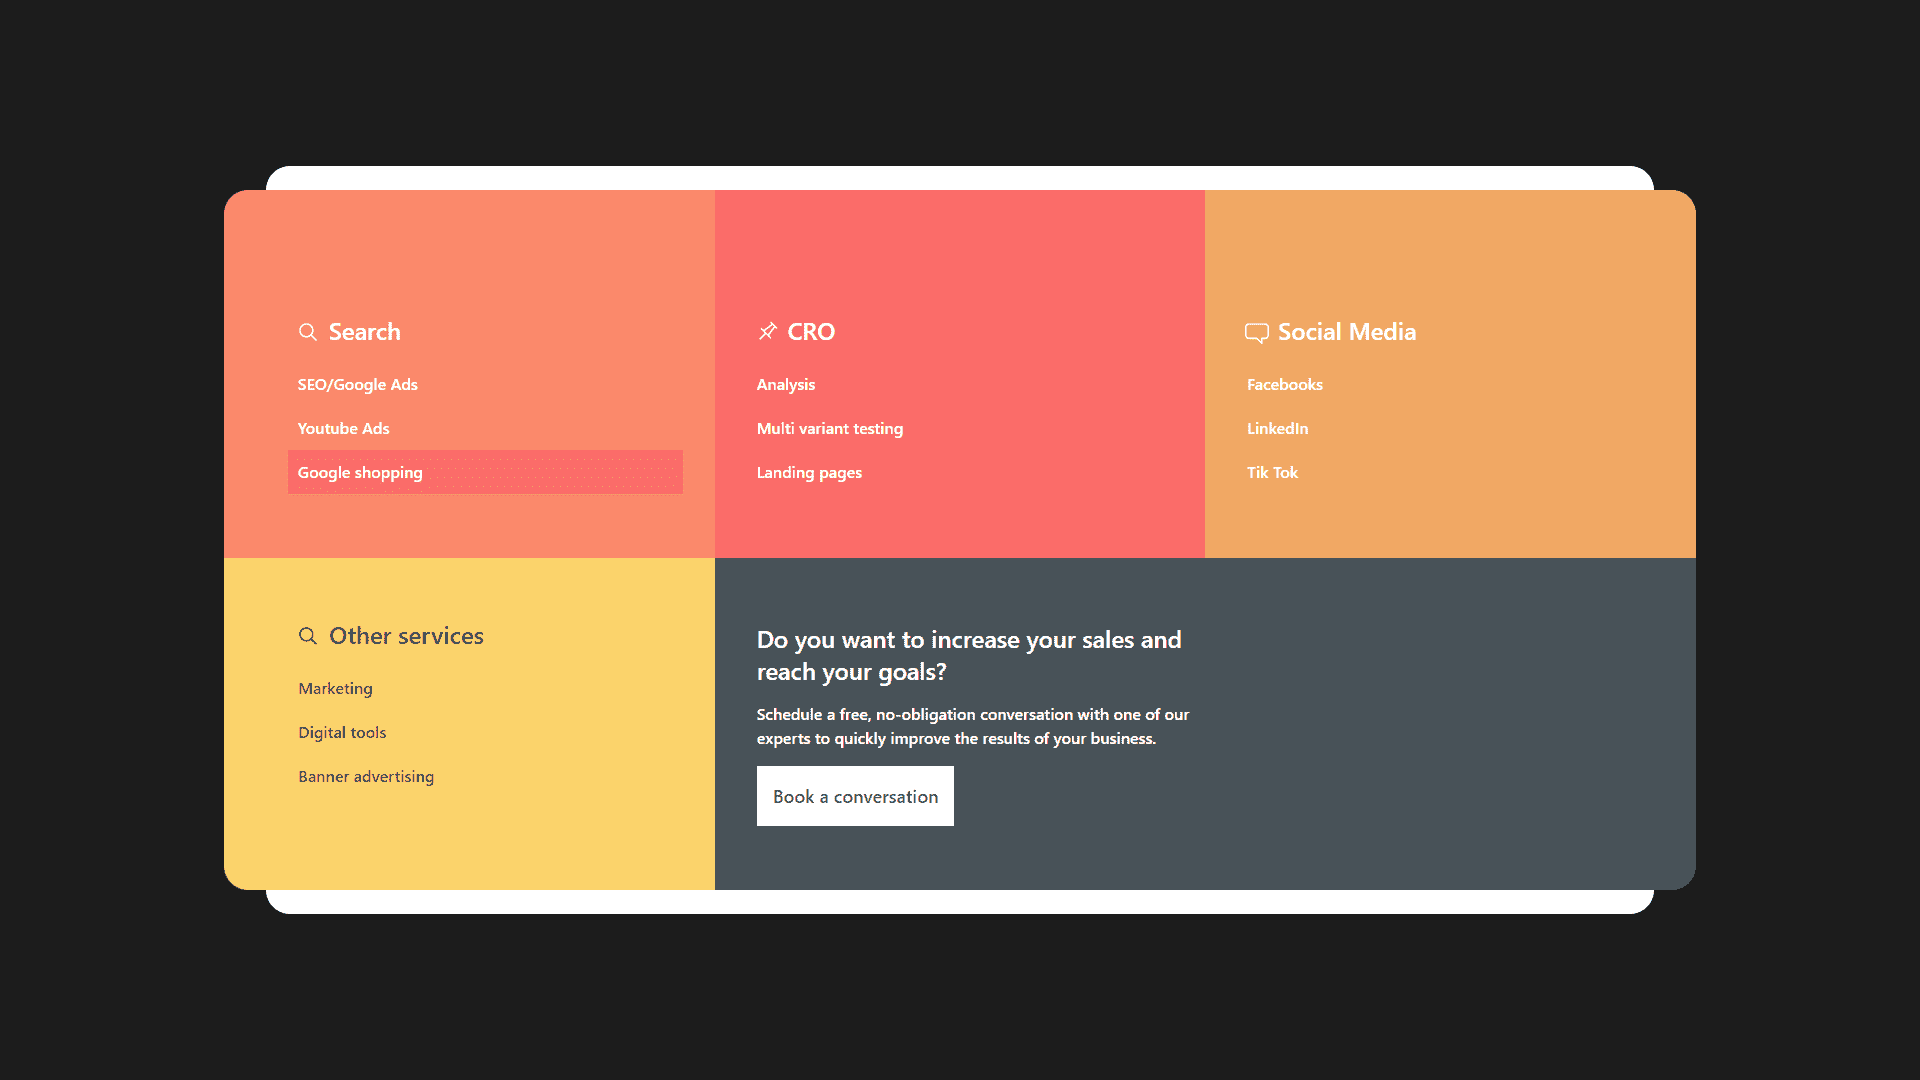 Search
SEO/Google Ads
Youtube Ads
Google shopping
CRO
Analysis
Multi variant testing
Landing pages
Social Media
Facebooks
LinkedIn
Tik Tok
Other services
Marketing
Digital tools
Banner advertising
Do you want to increase your sales and
reach your goals?
Schedule a free, no-obligation conversation with one of our
experts to quickly improve the results of your business.
Book a conversation